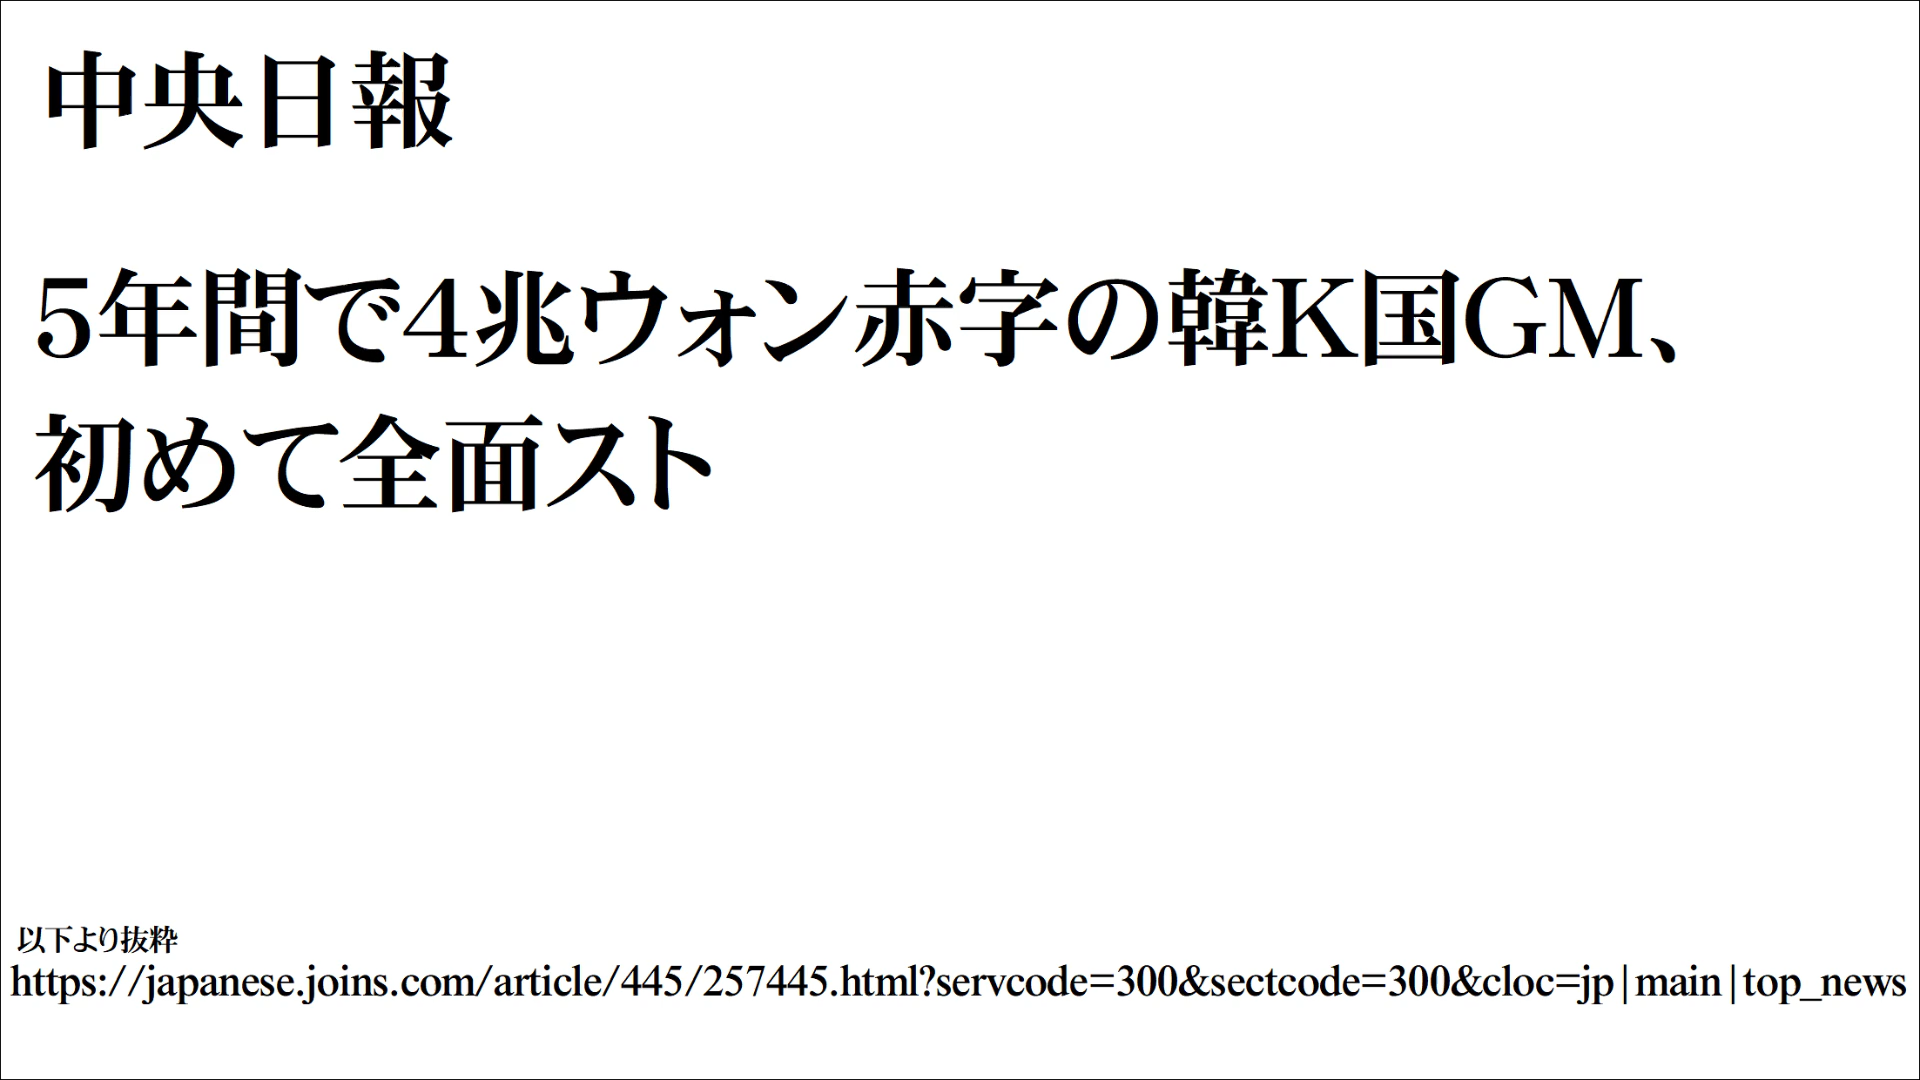 中央日報
5年間で4兆ウォン赤字の韓K国GM、
初めて全面スト
以下より抜粋
https://japanese.joins.com/article/445/257445.html?servcode=300&sectcode=300&cloc=jp|main|top_news